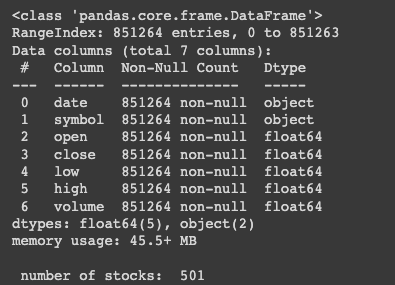 <class 'pandas.core.frame.DataFrame'>
RangeIndex: 851264 entries, 0 to 851263
Data columns (total 7 columns):
 #   Column  Non-Null Count   Dtype
---  ------  --------------   -----
 0   date    851264 non-null  object
 1   symbol  851264 non-null  object
 2   open    851264 non-null  float64
 3   close   851264 non-null  float64
 4   low     851264 non-null  float64
 5   high    851264 non-null  float64
 6   volume  851264 non-null  float64
dtypes: float64(5), object(2)
memory usage: 45.5+ MB
 number of stocks:  501